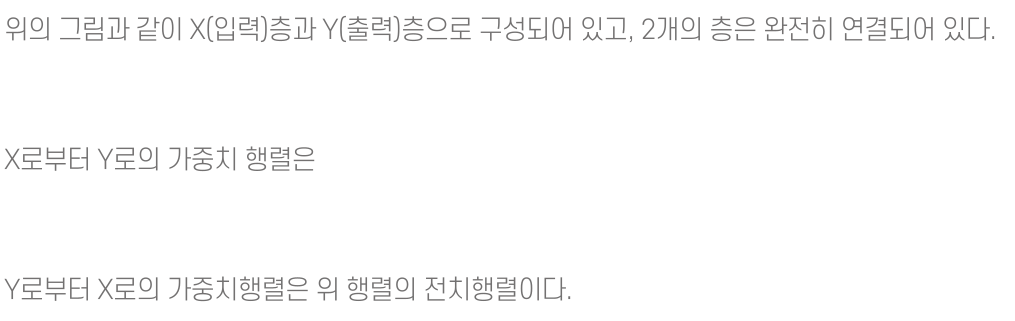 위의 그림과 같이 X(입력)층과 Y(출력)층으로 구성되어 있고, 2개의 층은 완전히 연결되어 있다.
X로부터 Y로의 가중치 행렬은
Y로부터 X로의 가중치행렬은 위 행렬의 전치행렬이다.